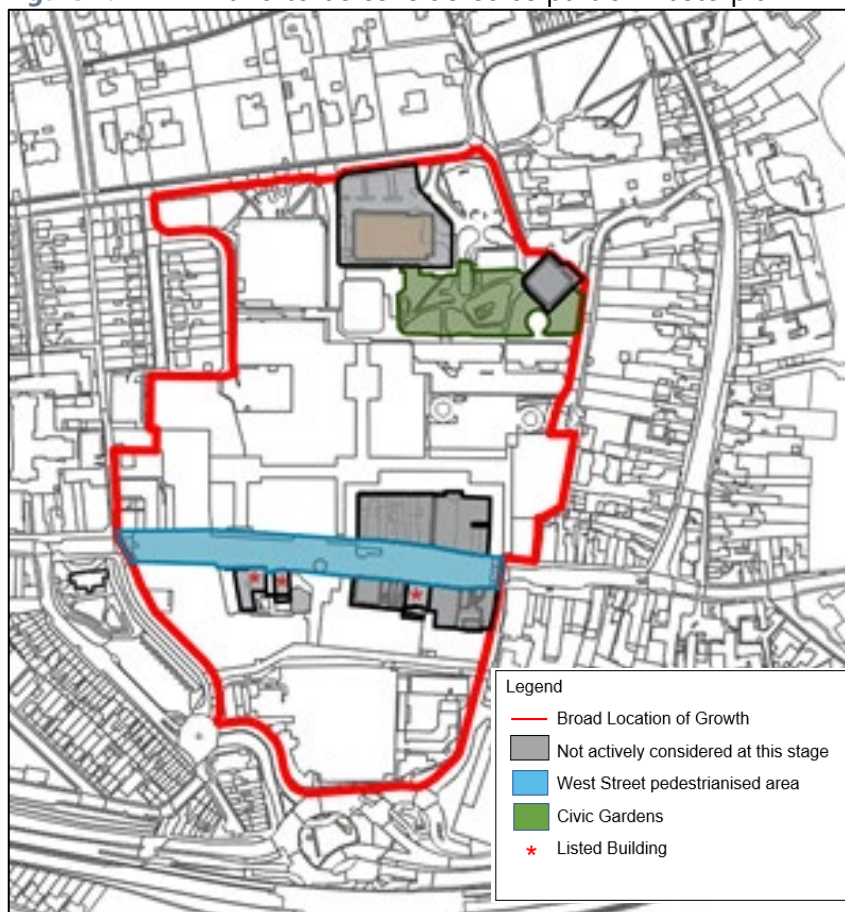 Legend
Broad Location of Growth
Not actively considered at this stage
West Street pedestrianised area
Civic Gardens
* Listed Building